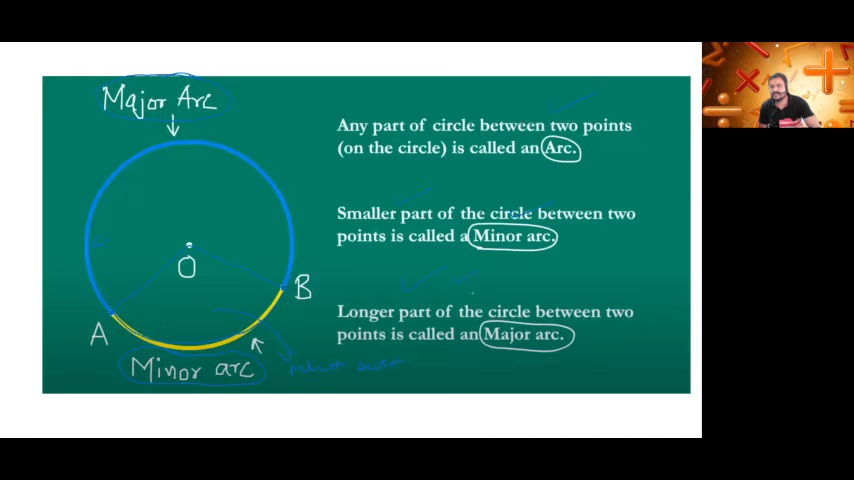 Major Arc
Any part of circle between two points
(on the circle) is called an Arc.
Smaller part of the circle between two
points is called a Minor arc.
O
B
Longer part of the circle between two
points is called an Major arc.
A
Minor arc